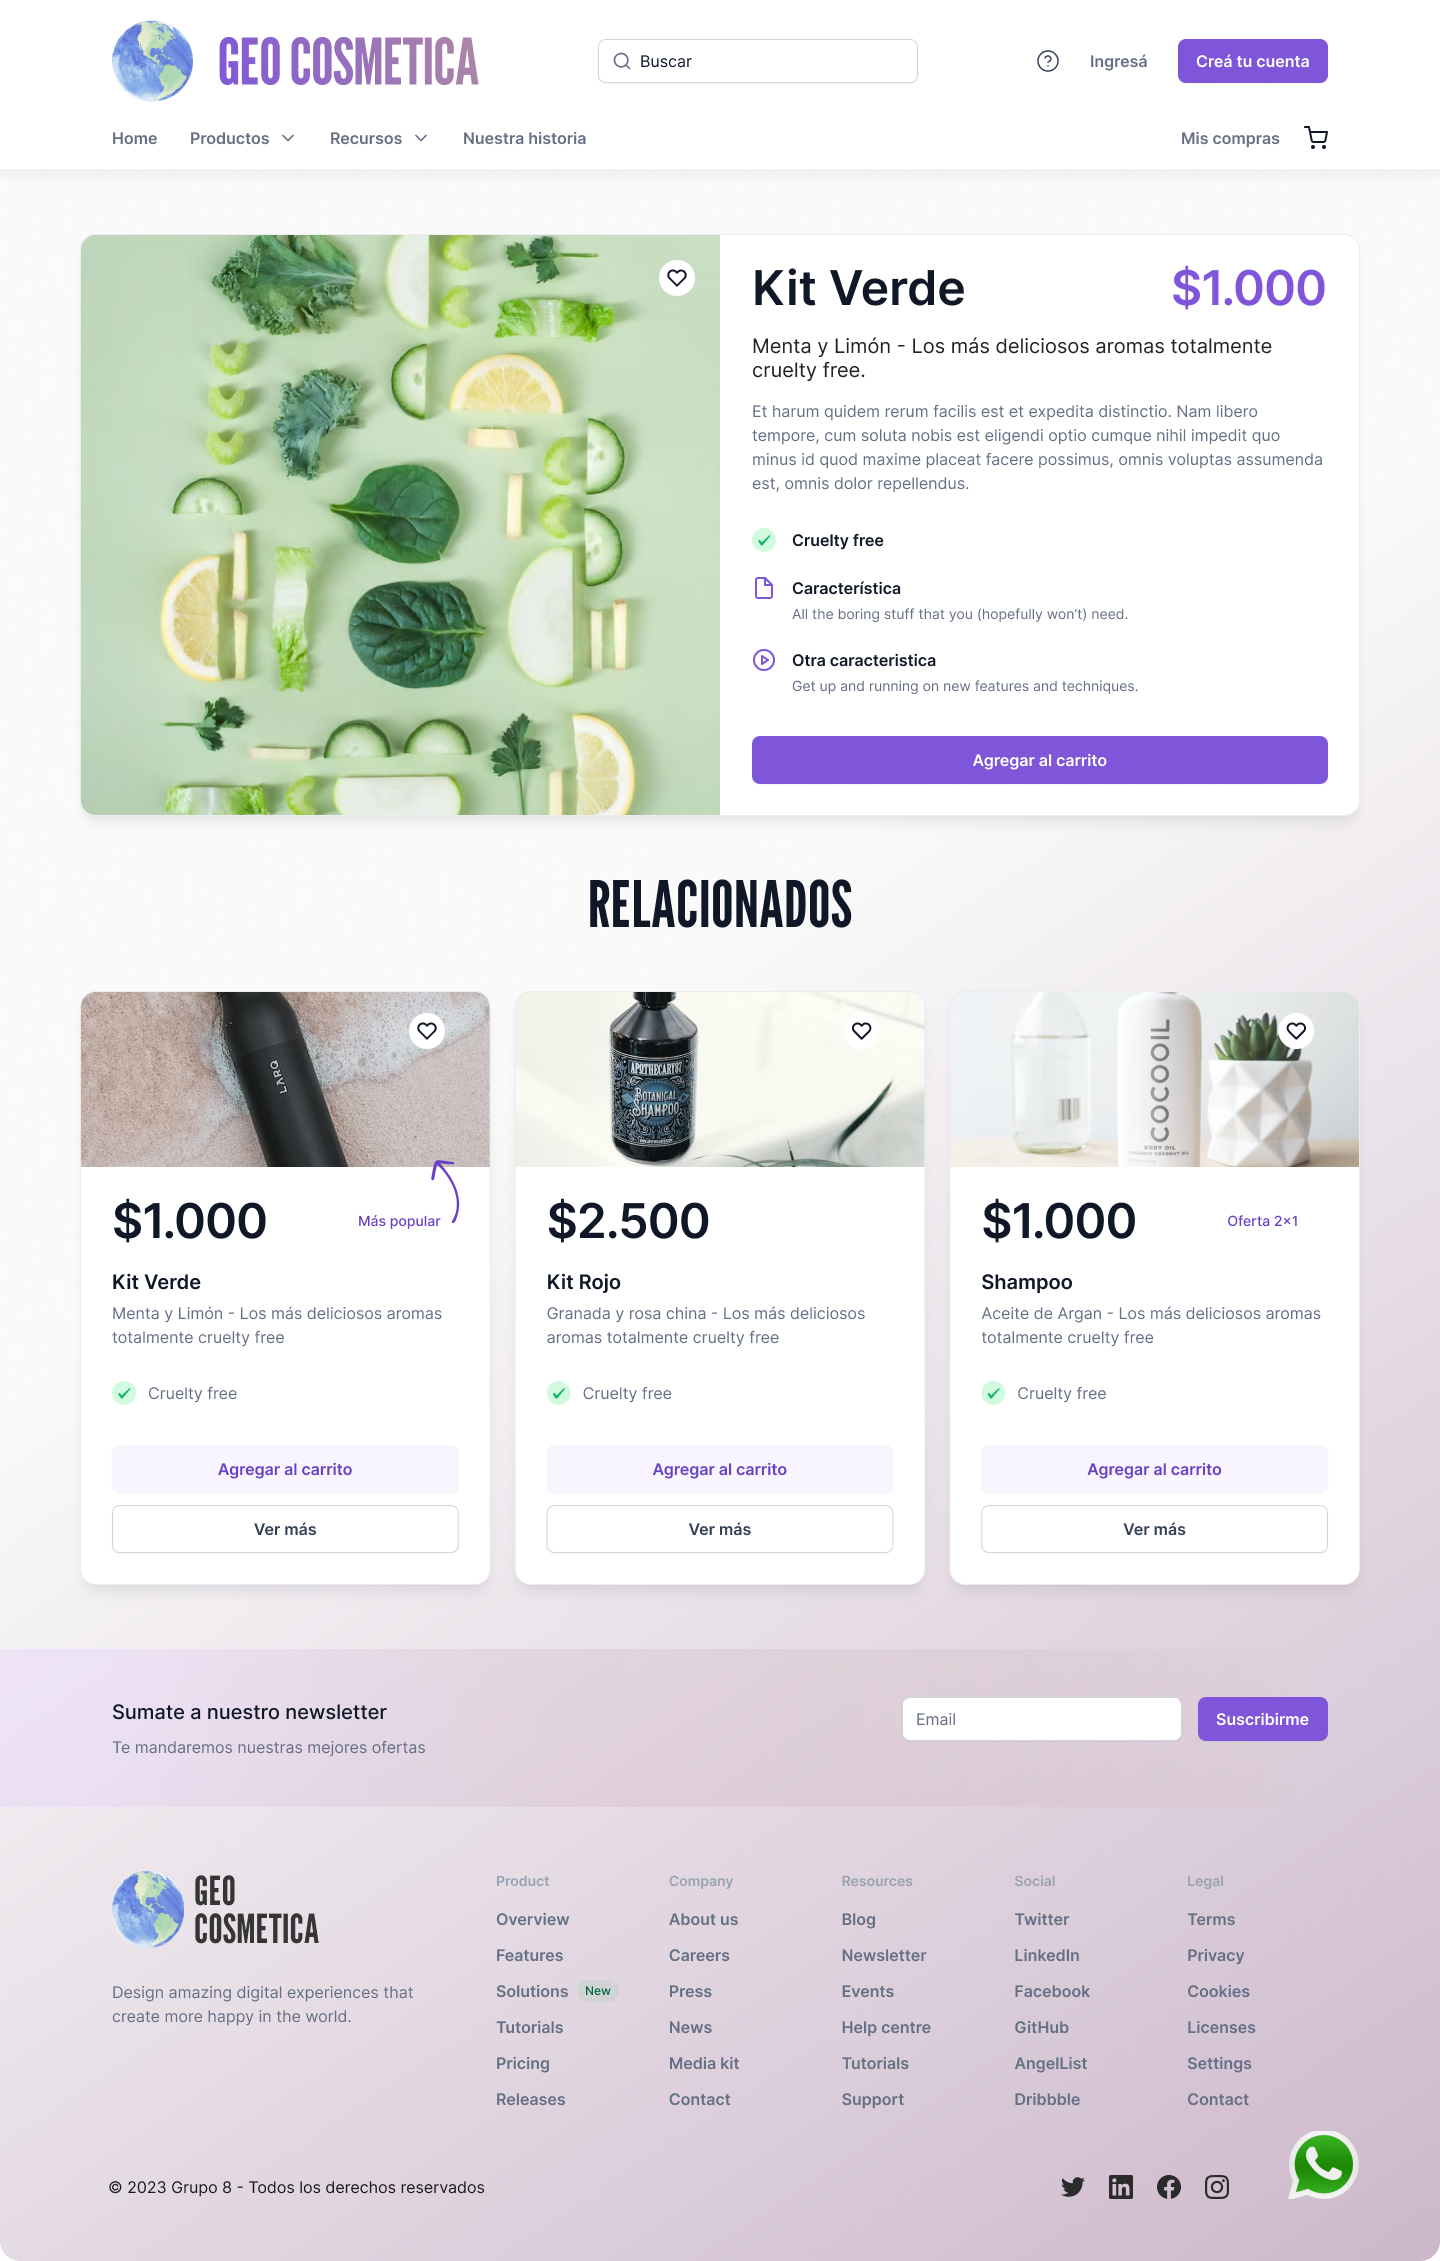 GEO COSMETICA
Buscar
Ingresá
Creá tu cuenta
Home
Productos
Recursos
Nuestra historia
Mis compras
Kit Verde
$1.000
Menta y Limón - Los más deliciosos aromas totalmente
cruelty free.
Et harum quidem rerum facilis est et expedita distinctio. Nam libero
tempore, cum soluta nobis est eligendi optio cumque nihil impedit quo
minus id quod maxime placeat facere possimus, omnis voluptas assumenda
est, omnis dolor repellendus.
Cruelty free
Característica
All the boring stuff that you (hopefully won’t) need.
Otra caracteristica
Get up and running on new features and techniques.
Agregar al carrito
RELACIONADOS
LARQ
$1.000
Más popular
Kit Verde
Menta y Limón - Los más deliciosos aromas
totalmente cruelty free
Cruelty free
Agregar al carrito
Ver más
APOTHECARY87
BOTANICAL
SHAMPOO
$2.500
Kit Rojo
Granada y rosa china - Los más deliciosos
aromas totalmente cruelty free
Cruelty free
Agregar al carrito
Ver más
COCOOIL
BODY OIL
ORGANIC COCONUT OIL
$1.000
Oferta 2x1
Shampoo
Aceite de Argan - Los más deliciosos aromas
totalmente cruelty free
Cruelty free
Agregar al carrito
Ver más
Sumate a nuestro newsletter
Te mandaremos nuestras mejores ofertas
Email
Suscribirme
GEO
COSMETICA
Design amazing digital experiences that
create more happy in the world.
Product
Overview
Features
Solutions New
Tutorials
Pricing
Releases
Company
About us
Careers
Press
News
Media kit
Contact
Resources
Blog
Newsletter
Events
Help centre
Tutorials
Support
Social
Twitter
LinkedIn
Facebook
GitHub
AngelList
Dribbble
Legal
Terms
Privacy
Cookies
Licenses
Settings
Contact
© 2023 Grupo 8 - Todos los derechos reservados